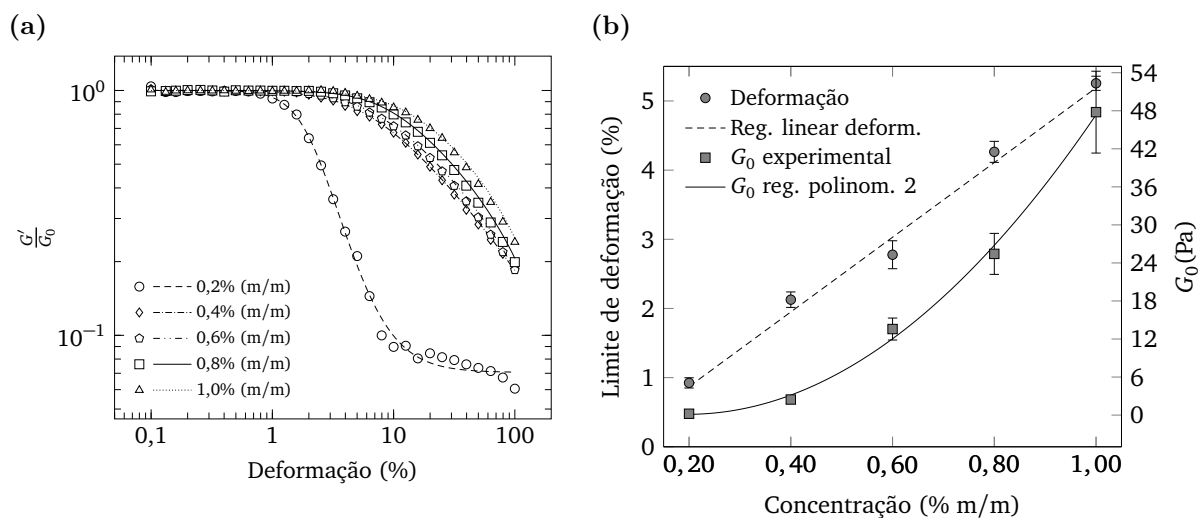 (a)
10⁰
10⁻¹
G′/G₀
0,2% (m/m)
0,4% (m/m)
0,6% (m/m)
0,8% (m/m)
1,0% (m/m)
0,1 1 10 100
Deformação (%)
(b)
Limite de deformação (%)
5
4
3
2
1
0
Deformação
Reg. linear deform.
G₀ experimental
G₀ reg. polinom. 2
54
48
42
36
30
24
18
12
6
0
G₀(Pa)
0,20 0,40 0,60 0,80 1,00
Concentração (% m/m)